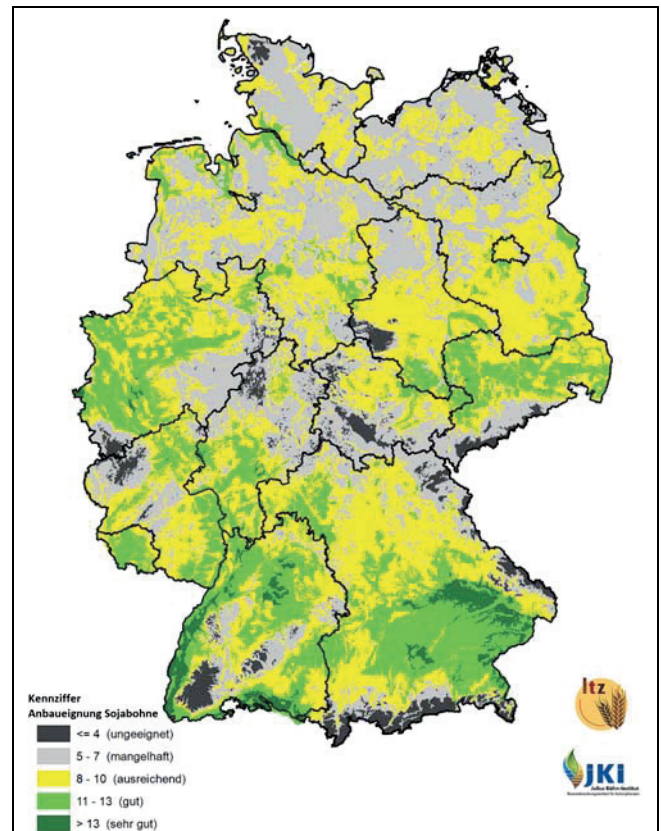 Kennziffer
Anbaueignung Sojabohne
<= 4 (ungeeignet)
5 - 7 (mangelhaft)
8 - 10 (ausreichend)
11 - 13 (gut)
> 13 (sehr gut)
ltz
JKI
Julius Kühn-Institut